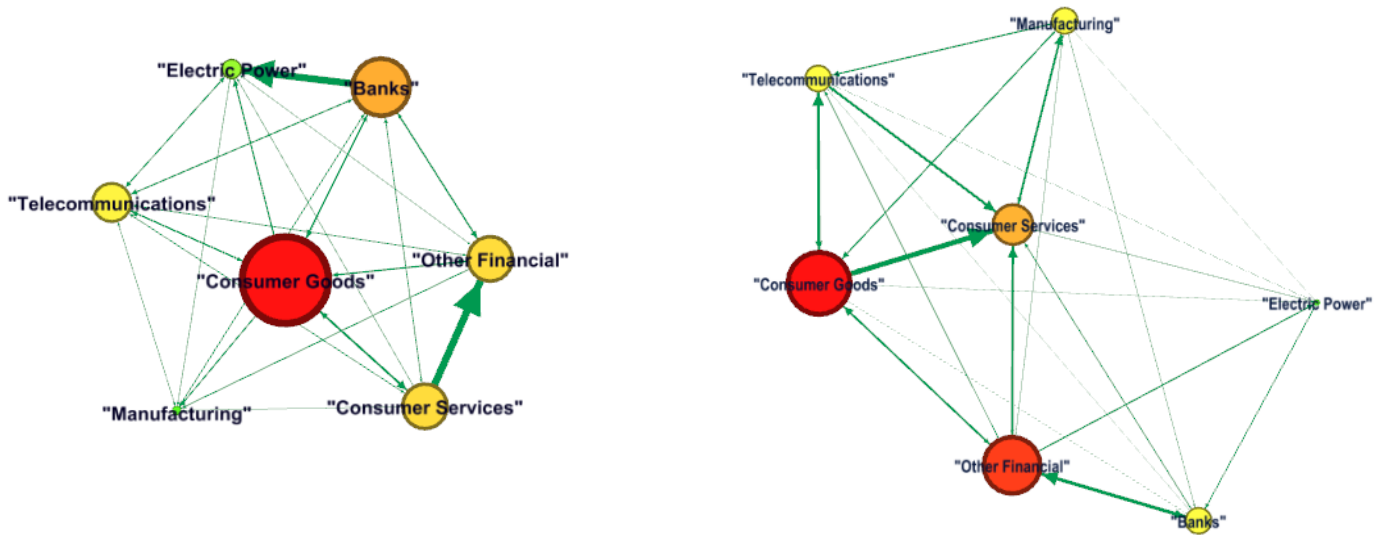 "Electric Power"
"Banks"
"Telecommunications"
"Other Financial"
"Consumer Goods"
"Consumer Services"
"Manufacturing"
"Manufacturing"
"Telecommunications"
"Consumer Services"
"Consumer Goods"
"Electric Power"
"Other Financial"
"Banks"